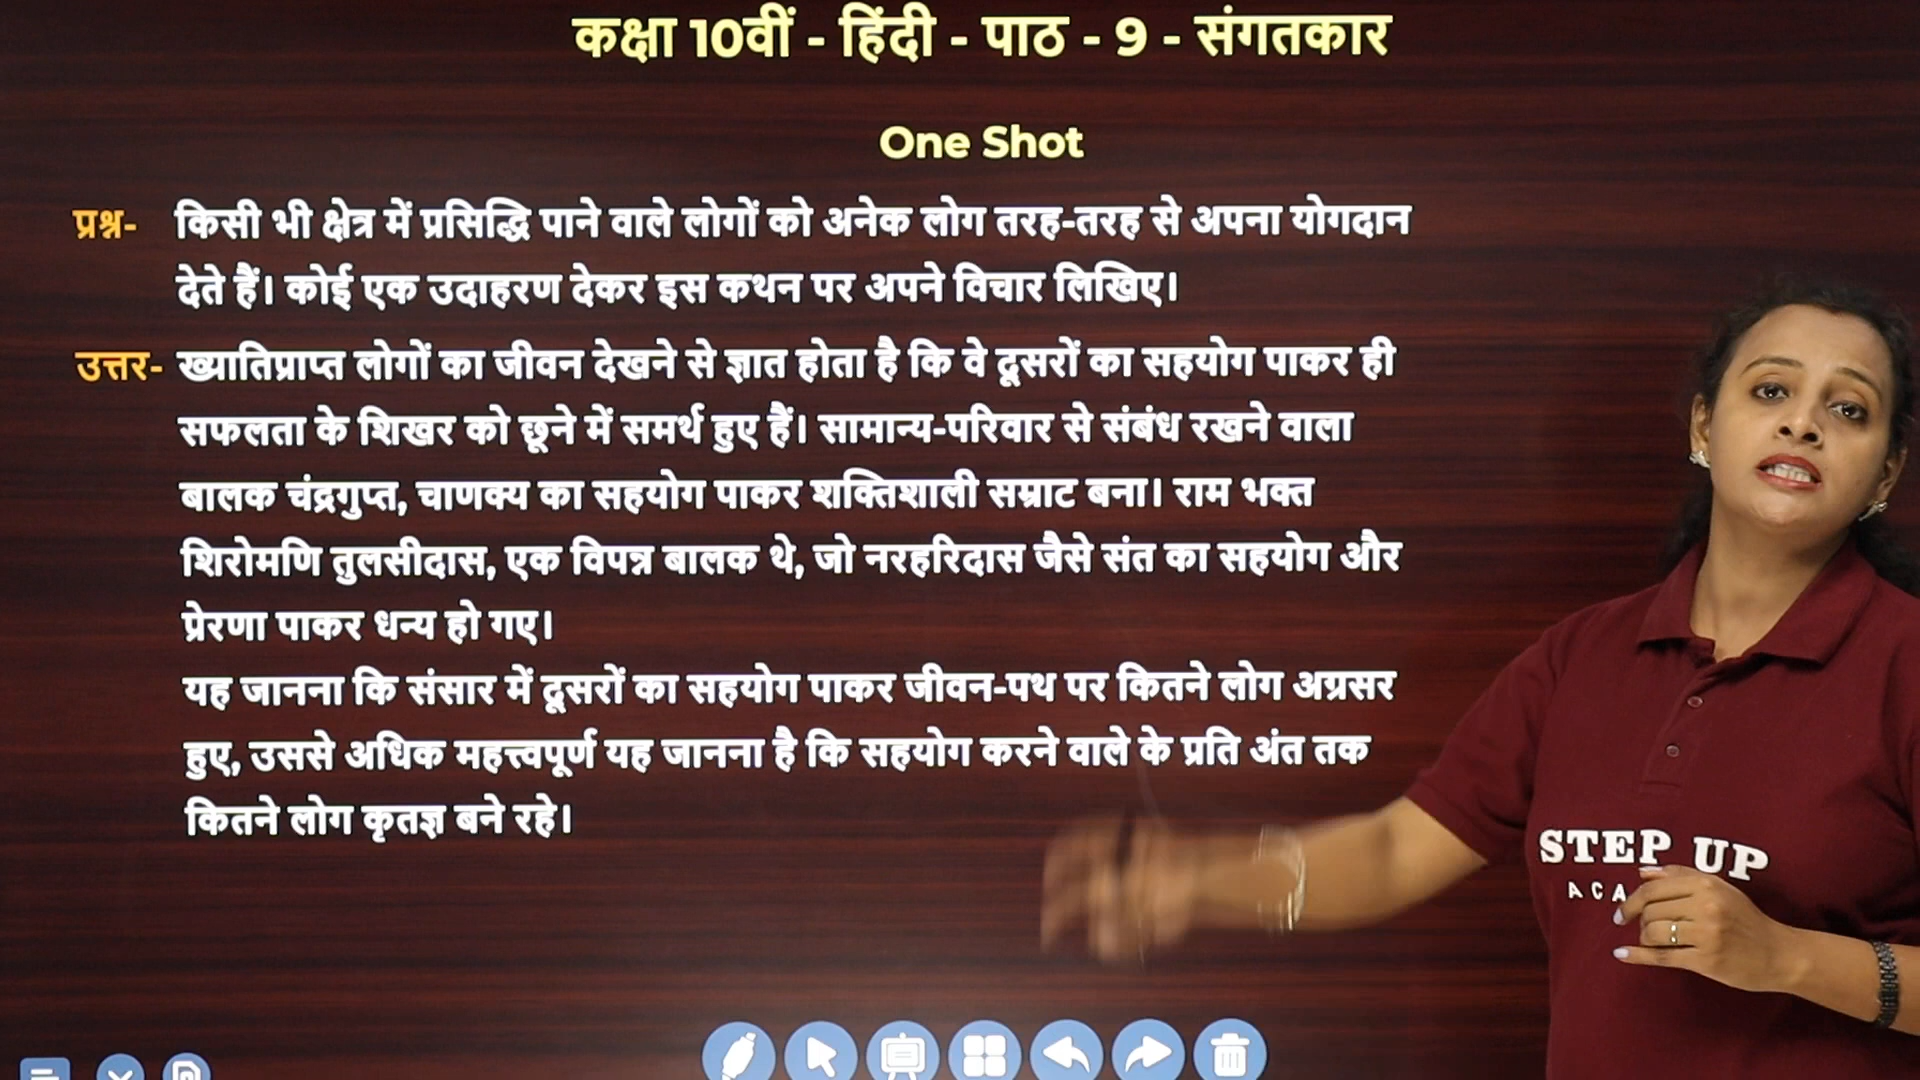 कक्षा 10वीं - हिंदी - पाठ - 9 - संगतकार
One Shot
प्रश्न- किसी भी क्षेत्र में प्रसिद्धि पाने वाले लोगों को अनेक लोग तरह-तरह से अपना योगदान
देते हैं। कोई एक उदाहरण देकर इस कथन पर अपने विचार लिखिए।
उत्तर- ख्यातिप्राप्त लोगों का जीवन देखने से ज्ञात होता है कि वे दूसरों का सहयोग पाकर ही
सफलता के शिखर को छूने में समर्थ हुए हैं। सामान्य-परिवार से संबंध रखने वाला
बालक चंद्रगुप्त, चाणक्य का सहयोग पाकर शक्तिशाली सम्राट बना। राम भक्त
शिरोमणि तुलसीदास, एक विपन्न बालक थे, जो नरहरिदास जैसे संत का सहयोग और
प्रेरणा पाकर धन्य हो गए।
यह जानना कि संसार में दूसरों का सहयोग पाकर जीवन-पथ पर कितने लोग अग्रसर
हुए, उससे अधिक महत्त्वपूर्ण यह जानना है कि सहयोग करने वाले के प्रति अंत तक
कितने लोग कृतज्ञ बने रहे।
STEP UP
ACA